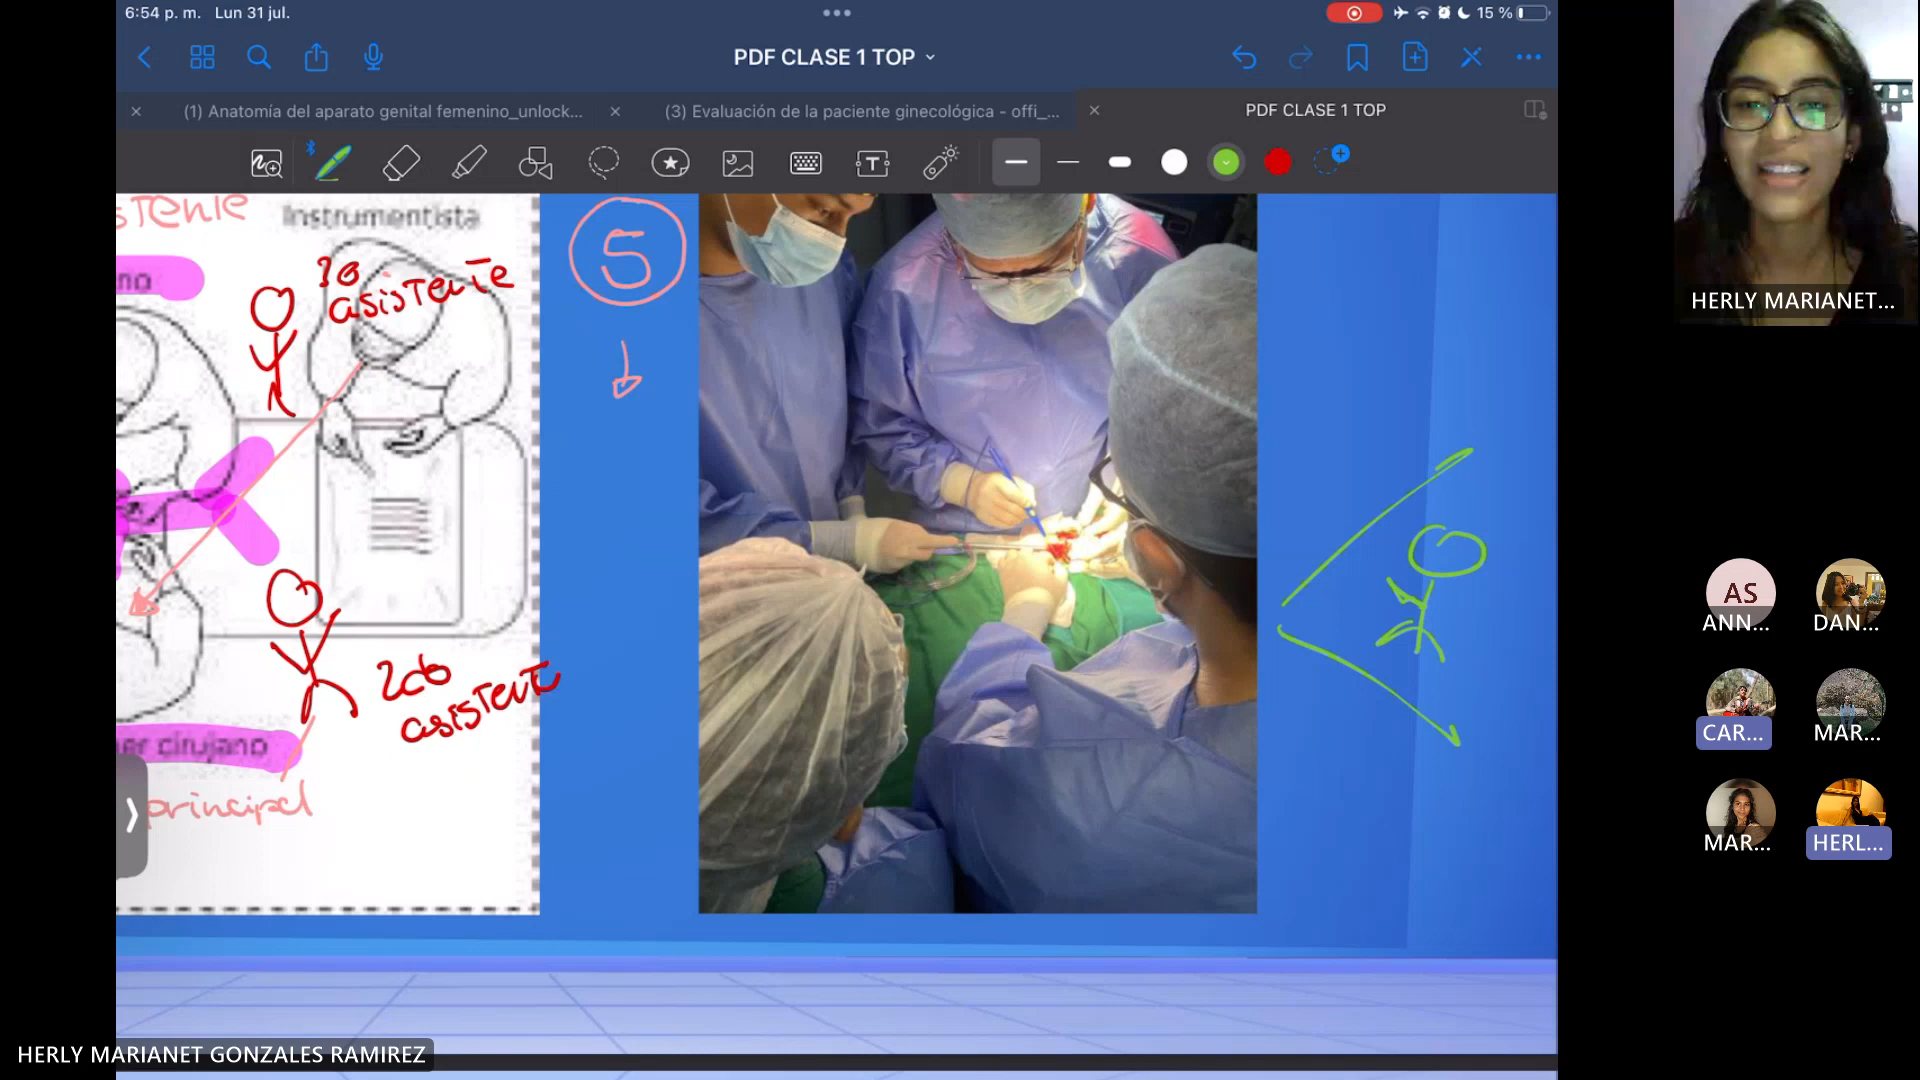 6:54 p. m. Lun 31 jul.
15 %
PDF CLASE 1 TOP
(1) Anatomía del aparato genital femenino_unlock...
(3) Evaluación de la paciente ginecológica - offi_...
PDF CLASE 1 TOP
Instrumentista
asistente
5
2do
asistente
principal
HERLY MARIANET...
AS
ANN...
DAN...
CAR...
MAR...
MAR...
HERL...
HERLY MARIANET GONZALES RAMIREZ